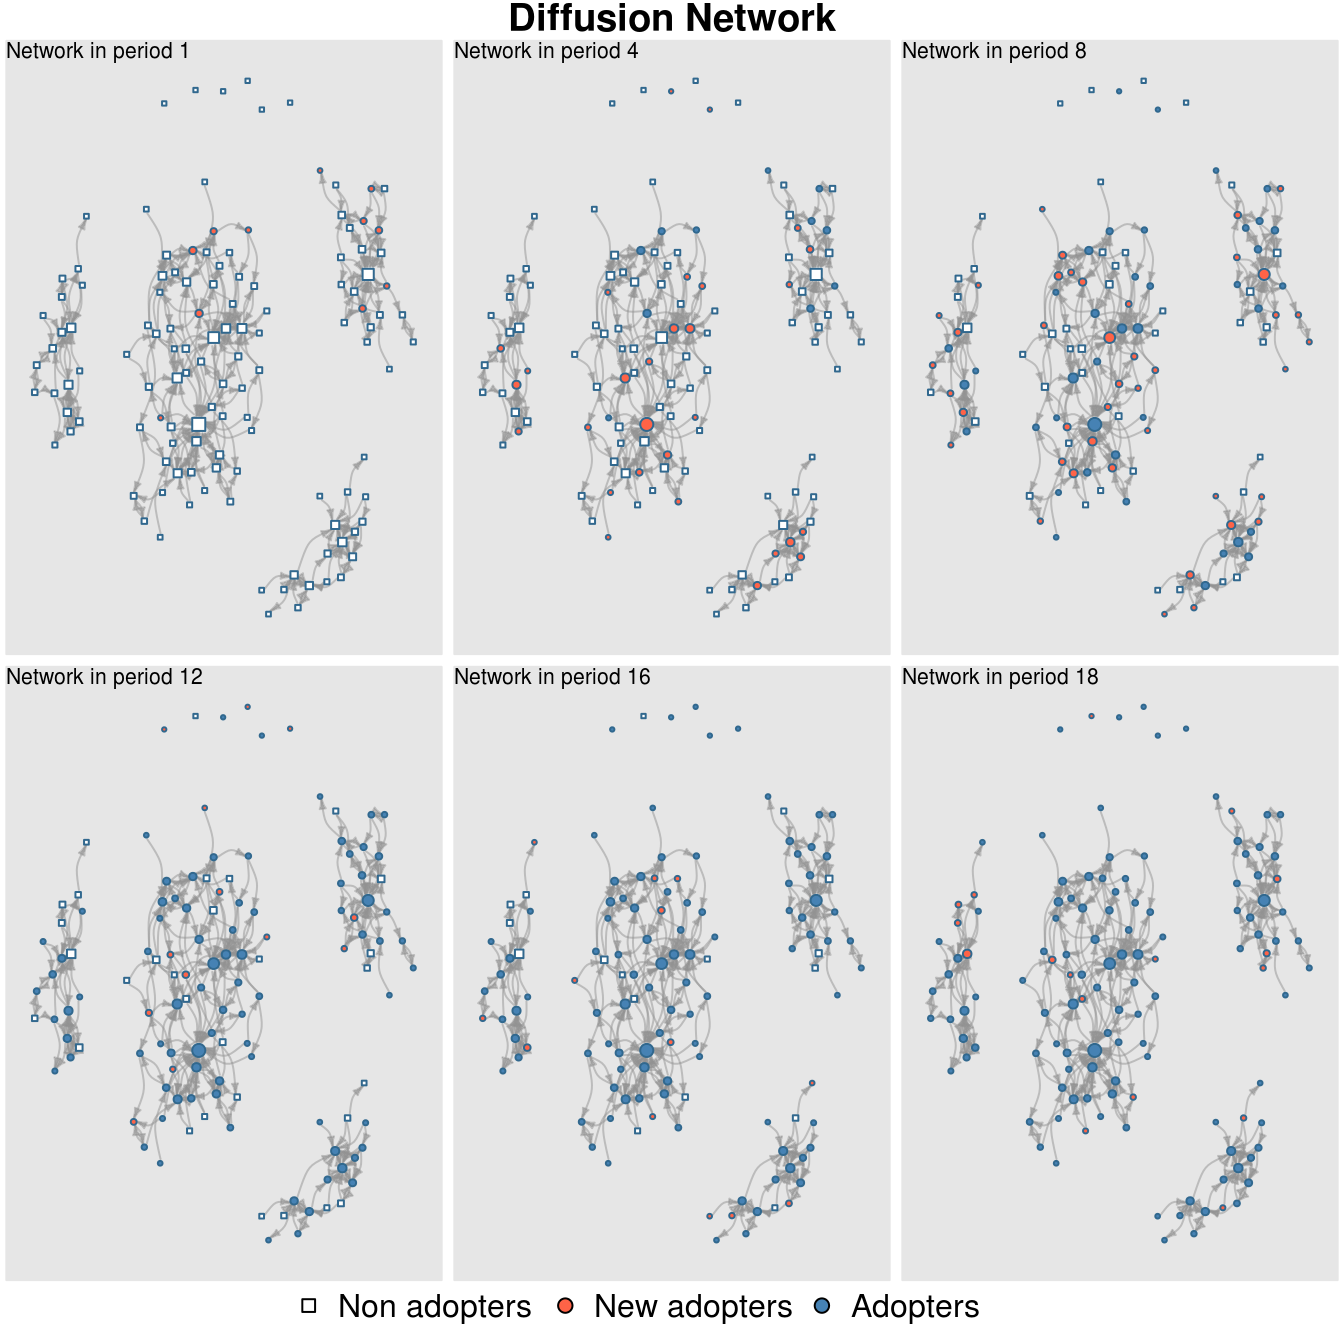 Diffusion Network
Network in period 1
Network in period 4
Network in period 8
Network in period 12
Network in period 16
Network in period 18
Non adopters
New adopters
Adopters